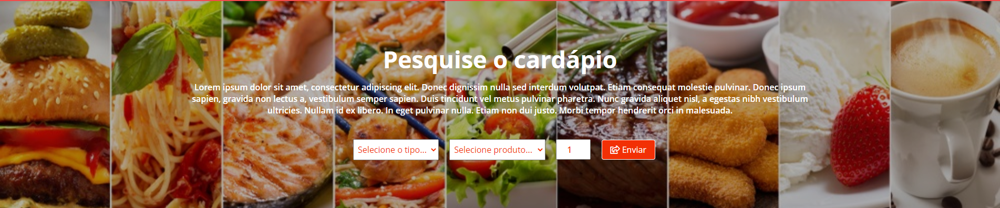 Pesquise o cardápio
Lorem ipsum dolor sit amet, consectetur adipiscing elit. Donec dignissim nulla sed interdum volutpat. Etiam consequat molestie pulvinar. Donec ipsum
sapien, gravida non lectus a, vestibulum semper sapien. Duis tincidunt vel metus pulvinar pharetra. Nunc gravida aliquet nisl, a egestas nibh vestibulum
ultricies. Nullam id ex libero. In eget pulvinar nulla. Etiam non dui justo. Morbi tempor hendrerit orci in malesuada.
Selecione o tipo... Selecione produto... 1 Enviar